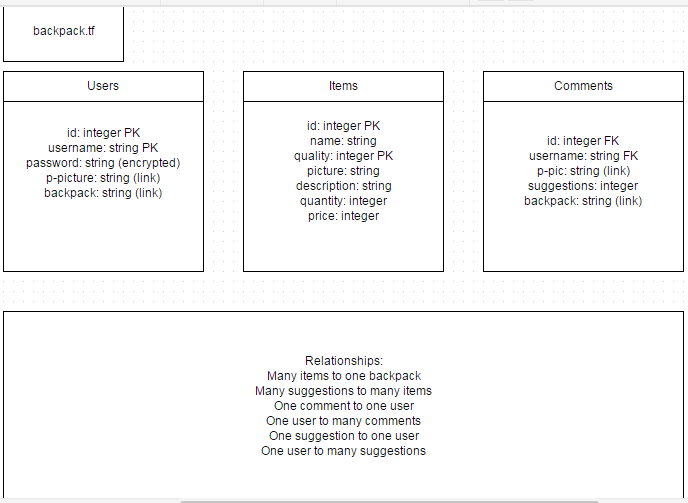 backpack.tf
Users
id: integer PK
username: string PK
password: string (encrypted)
p-picture: string (link)
backpack: string (link)
Items
id: integer PK
name: string
quality: integer PK
picture: string
description: string
quantity: integer
price: integer
Comments
id: integer FK
username: string FK
p-pic: string (link)
suggestions: integer
backpack: string (link)
Relationships:
Many items to one backpack
Many suggestions to many items
One comment to one user
One user to many comments
One suggestion to one user
One user to many suggestions